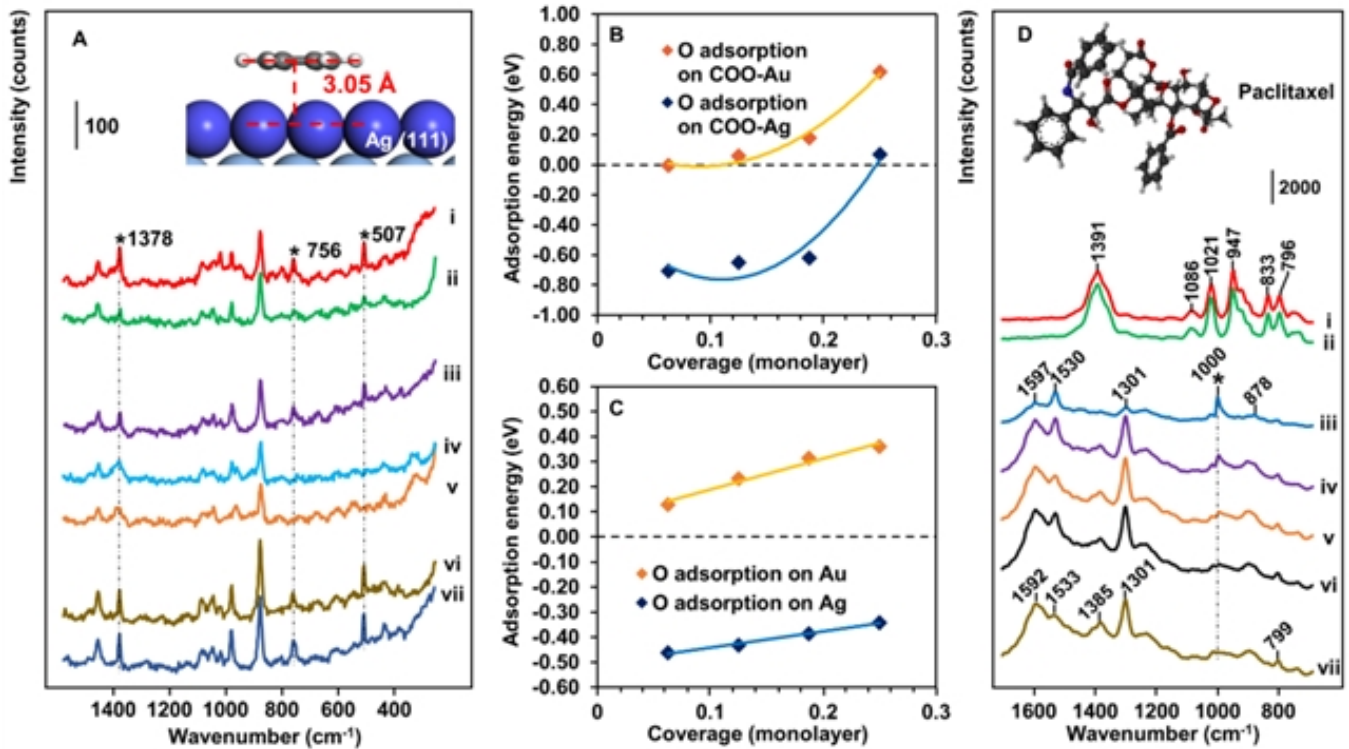 A
Intensity (counts)
100
3.05 Å
Ag (111)
*1378
* 756
*507
i
ii
iii
iv
v
vi
vii
1400 1200 1000 800 600 400
Wavenumber (cm-1)
B
Adsorption energy (eV)
1.00
0.80
0.60
0.40
0.20
0.00
-0.20
-0.40
-0.60
-0.80
-1.00
O adsorption
on COO-Au
O adsorption
on COO-Ag
0 0.1 0.2 0.3
Coverage (monolayer)
C
Adsorption energy (eV)
0.60
0.50
0.40
0.30
0.20
0.10
0.00
-0.10
-0.20
-0.30
-0.40
-0.50
-0.60
O adsorption on Au
O adsorption on Ag
0 0.1 0.2 0.3
Coverage (monolayer)
D
Intensity (counts)
Paclitaxel
2000
1391
1086
1021
947
833
796
i
ii
1597
1530
1301
1000
*
878
iii
iv
v
vi
1592
1533
1385
1301
799
vii
1600 1400 1200 1000 800
Wavenumber (cm-1)